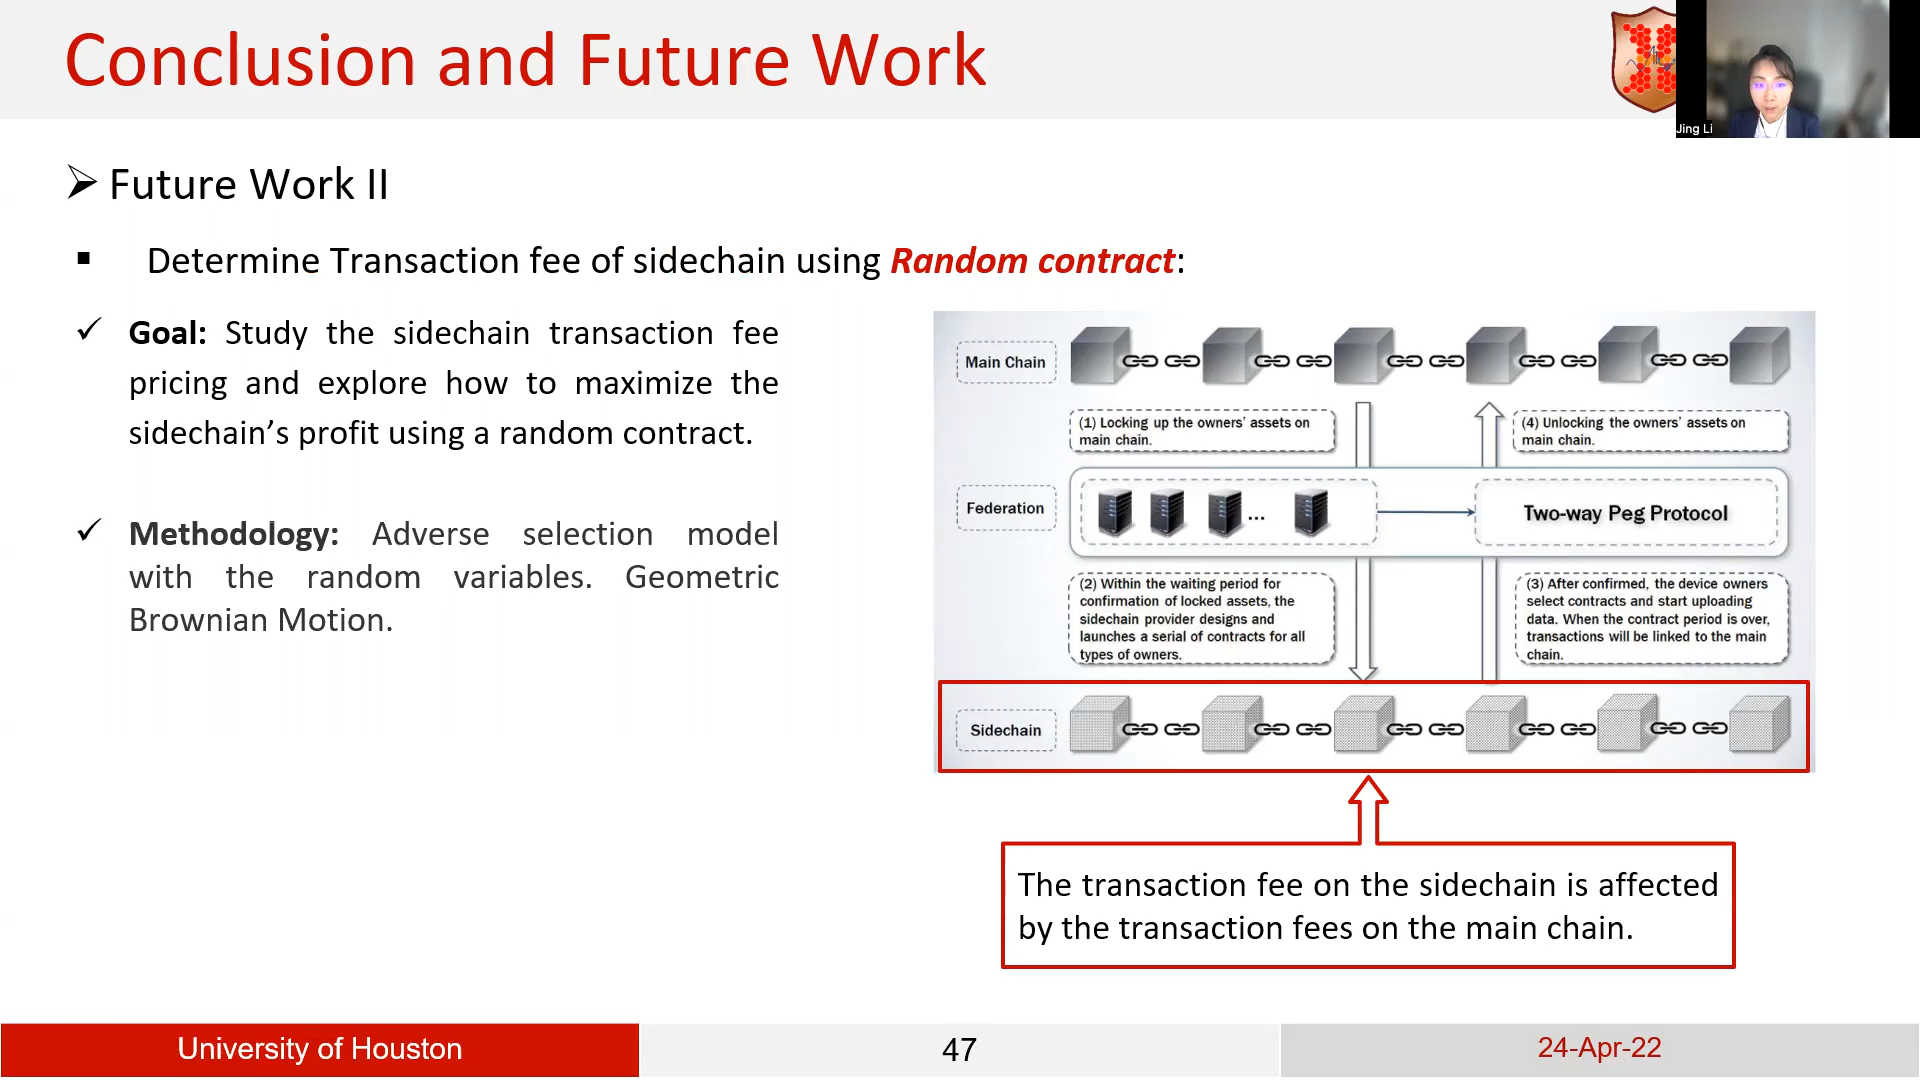 Conclusion and Future Work
Jing Li
Future Work II
Determine Transaction fee of sidechain using Random contract:
Goal: Study the sidechain transaction fee
pricing and explore how to maximize the
sidechain's profit using a random contract.
Methodology: Adverse selection model
with the random variables. Geometric
Brownian Motion.
Main Chain
(1) Locking up the owners' assets on
main chain.
(4) Unlocking the owners' assets on
main chain.
Federation
...
Two-way Peg Protocol
(2) Within the waiting period for
confirmation of locked assets, the
sidechain provider designs and
launches a serial of contracts for all
types of owners.
(3) After confirmed, the device owners
select contracts and start uploading
data. When the contract period is over,
transactions will be linked to the main
chain.
Sidechain
The transaction fee on the sidechain is affected
by the transaction fees on the main chain.
University of Houston
47
24-Apr-22